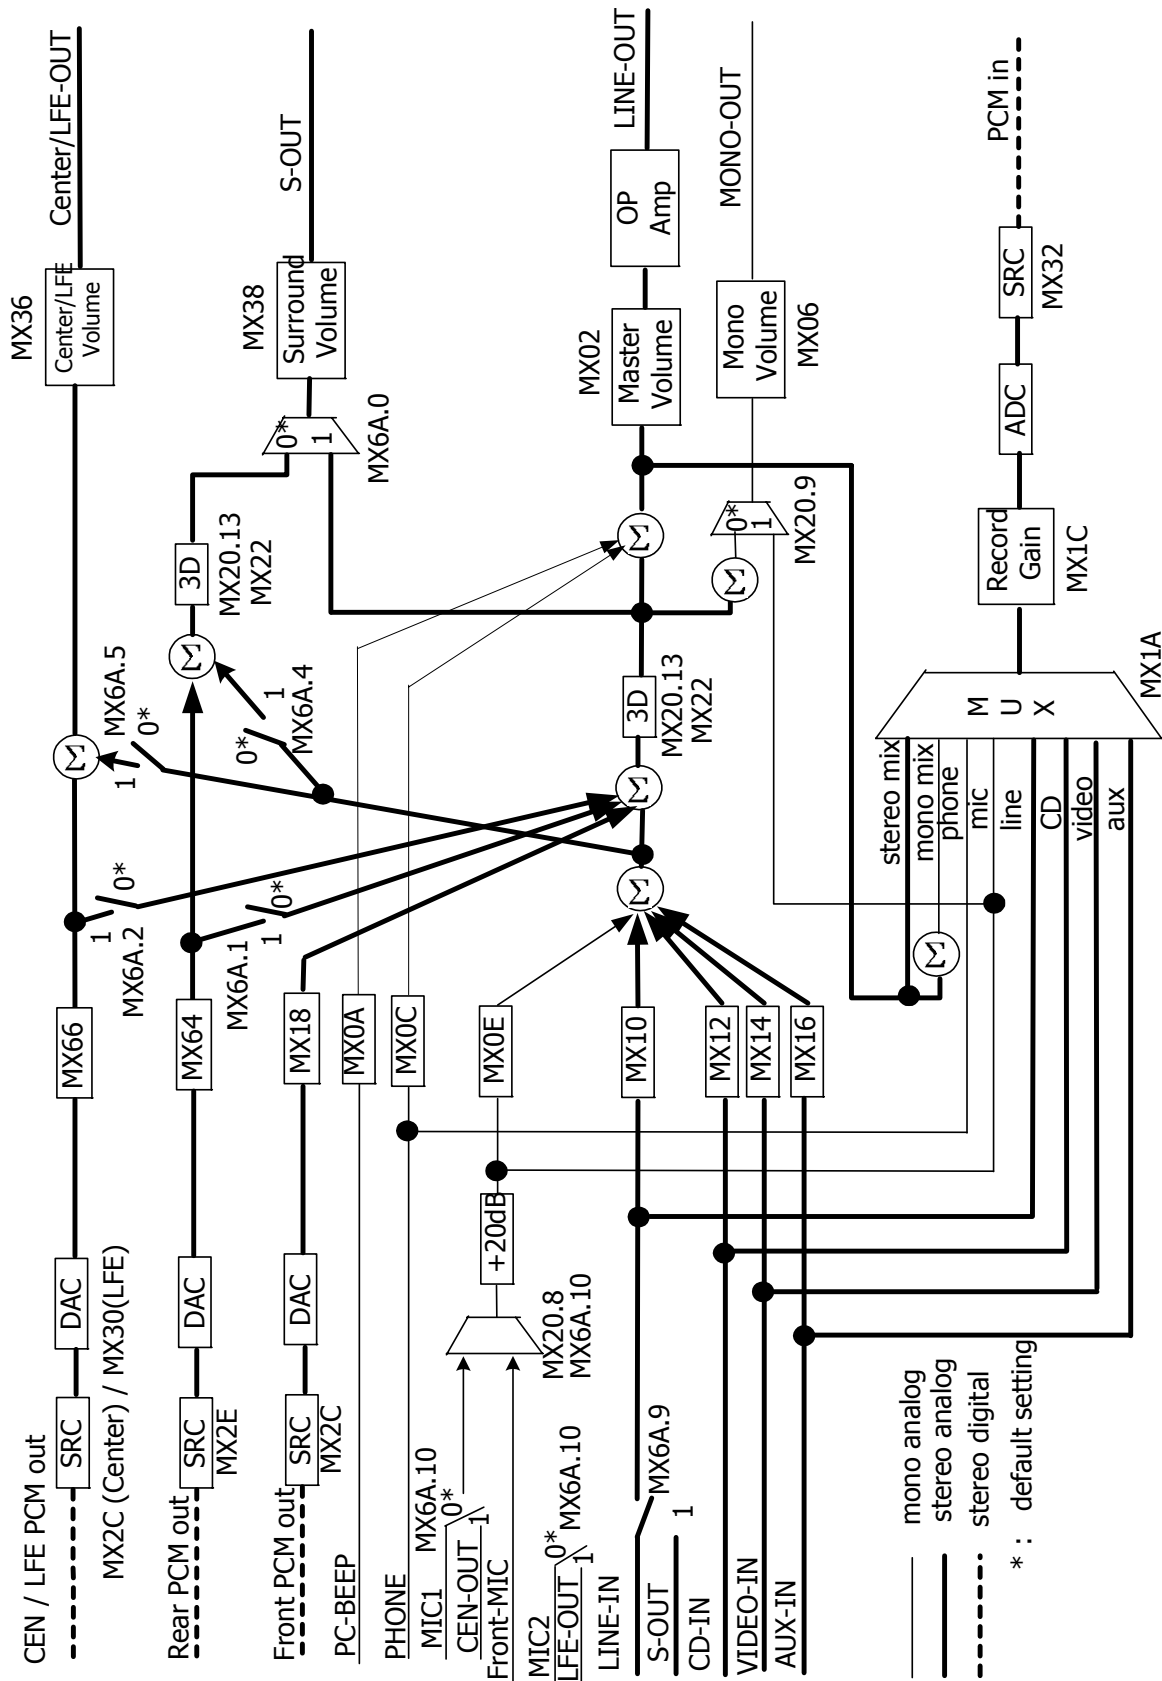 CEN / LFE PCM out
SRC
DAC
MX2C (Center) / MX30(LFE)
MX66
1
0*
MX6A.2
1
0*
MX6A.5
MX36
Center/LFE
Volume
Center/LFE-OUT
Rear PCM out
SRC
MX2E
DAC
MX64
MX6A.1
1
0*
Σ
Σ
0*
1
MX6A.4
3D
MX20.13
MX22
0*
1
MX6A.0
MX38
Surround
Volume
S-OUT
Front PCM out
SRC
MX2C
DAC
MX18
PC-BEEP
MX0A
PHONE
MX0C
MIC1
MX6A.10
0*
CEN-OUT
1
Front-MIC
MX20.8
MX6A.10
+20dB
MX0E
MIC2
0*
MX6A.10
LFE-OUT
1
LINE-IN
MX6A.9
S-OUT
1
MX10
Σ
Σ
3D
MX20.13
MX22
Σ
MX02
Master
Volume
OP
Amp
LINE-OUT
CD-IN
MX12
VIDEO-IN
MX14
AUX-IN
MX16
Σ
0*
1
MX20.9
Mono
Volume
MX06
MONO-OUT
Σ
stereo mix
mono mix
phone
mic
line
CD
video
aux
M
U
X
MX1A
Record
Gain
MX1C
ADC
SRC
MX32
PCM in
mono analog
stereo analog
stereo digital
* : default setting